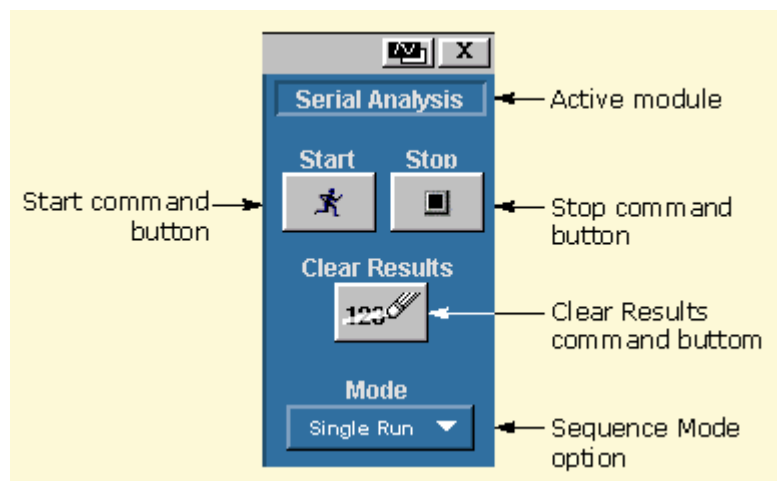 X
Serial Analysis
Active module
Start Stop
Start command
button
Stop command
button
Clear Results
123
Clear Results
command buttom
Mode
Single Run
Sequence Mode
option